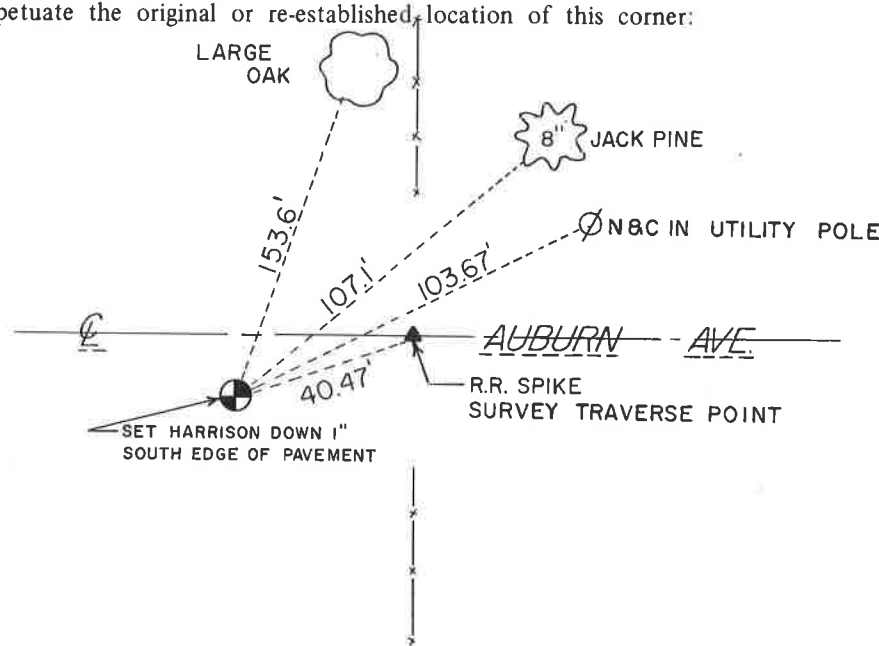 petuate the original or re-established location of this corner:
LARGE
OAK
8" JACK PINE
153.6'
N&C IN UTILITY POLE
107.1'
103.67'
℄
AUBURN AVE.
40.47'
R.R. SPIKE
SURVEY TRAVERSE POINT
SET HARRISON DOWN 1"
SOUTH EDGE OF PAVEMENT